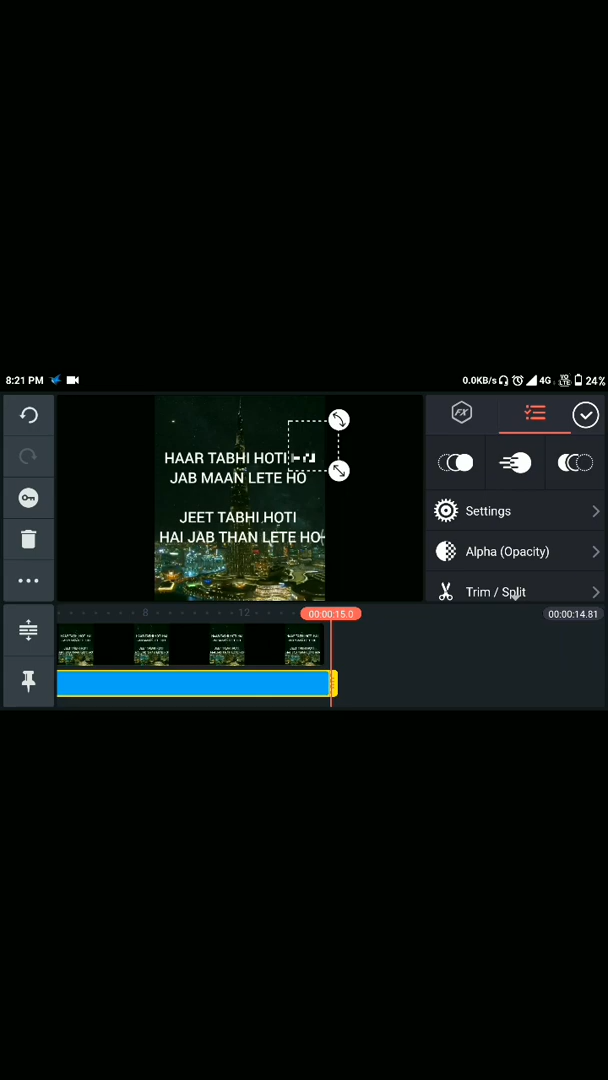 8:21 PM
0.0KB/s 4G VO LTE 24%
FX
HAAR TABHI HOTI
JAB MAAN LETE HO
JEET TABHI HOTI
HAI JAB THAN LETE HO
Settings
Alpha (Opacity)
Trim / Split
8
12
00:00:15.0
00:00:14.81